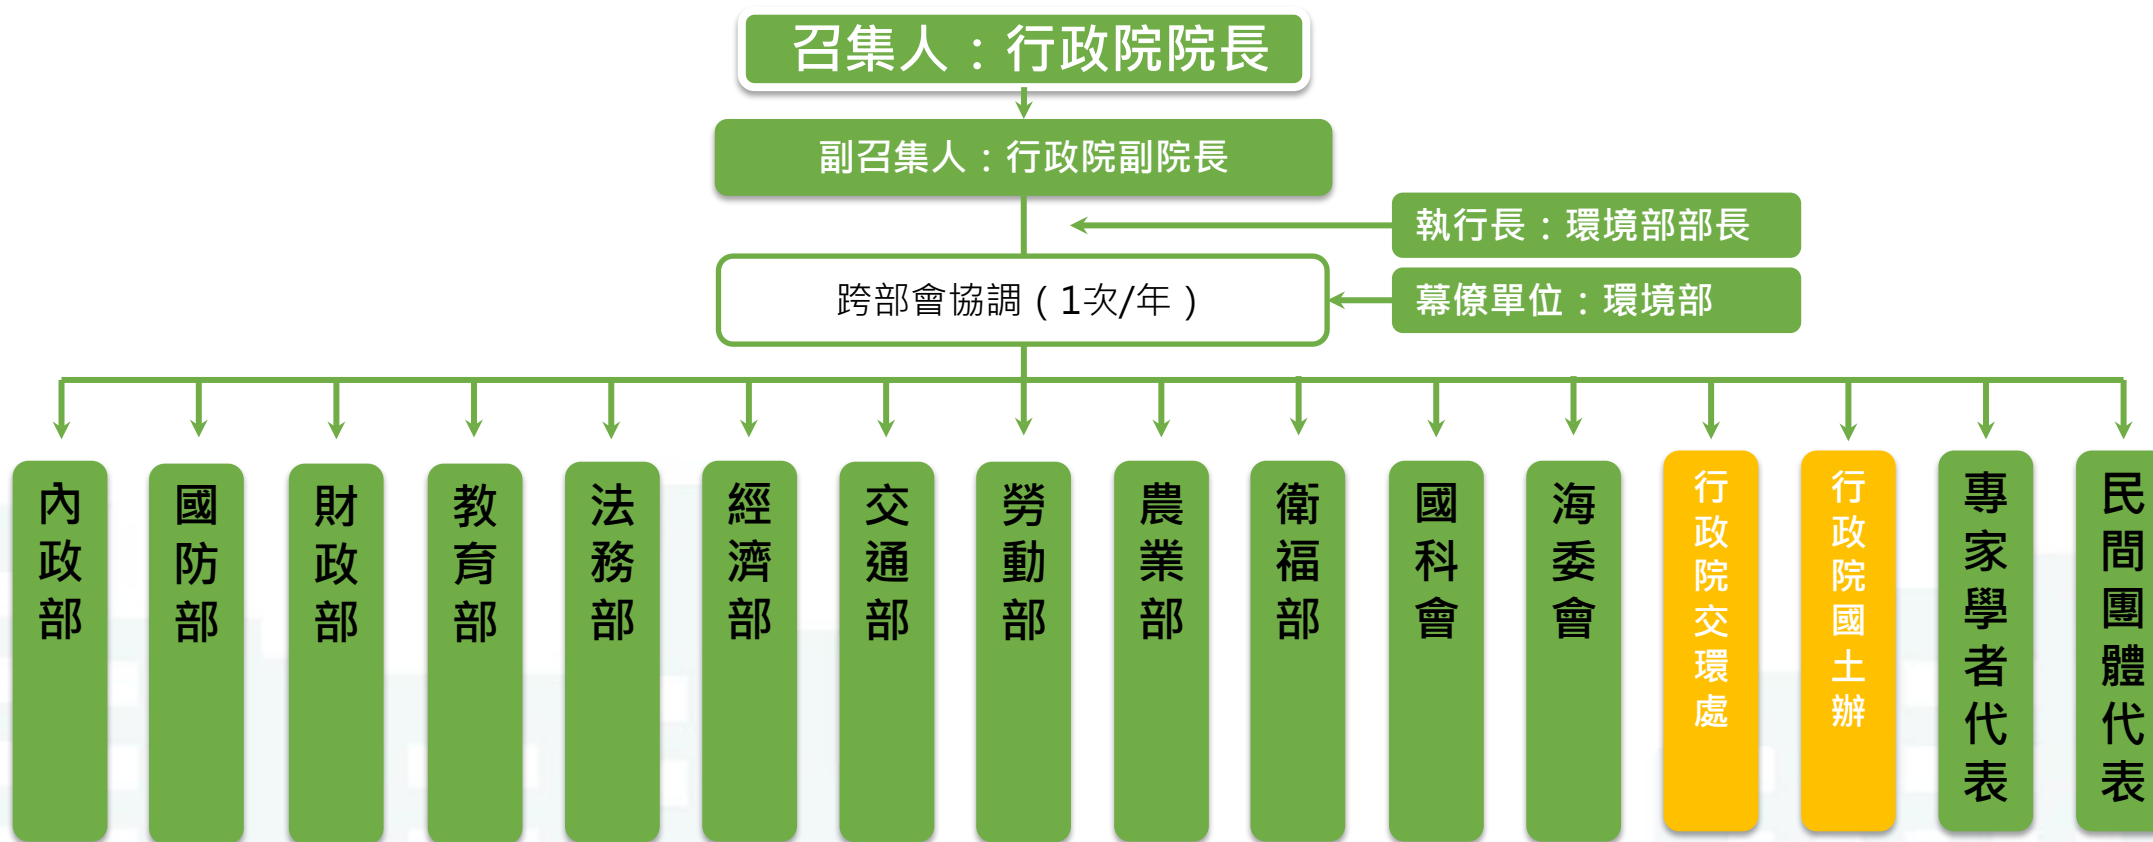 召集人：行政院院長
副召集人：行政院副院長
執行長：環境部部長
跨部會協調（1次/年）
幕僚單位：環境部
內政部
國防部
財政部
教育部
法務部
經濟部
交通部
勞動部
農業部
衛福部
國科會
海委會
行政院交環處
行政院國土辦
專家學者代表
民間團體代表